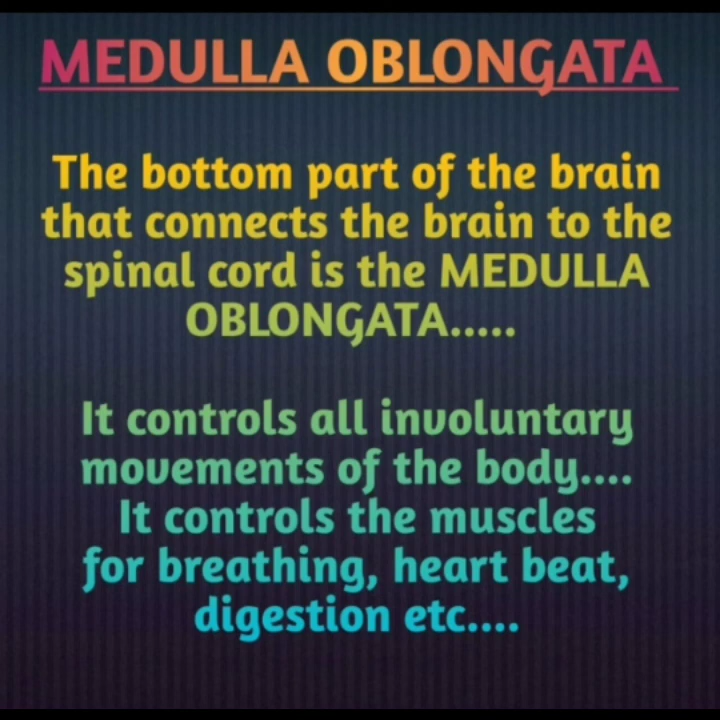 MEDULLA OBLONGATA
The bottom part of the brain
that connects the brain to the
spinal cord is the MEDULLA
OBLONGATA.....
It controls all involuntary
movements of the body....
It controls the muscles
for breathing, heart beat,
digestion etc....